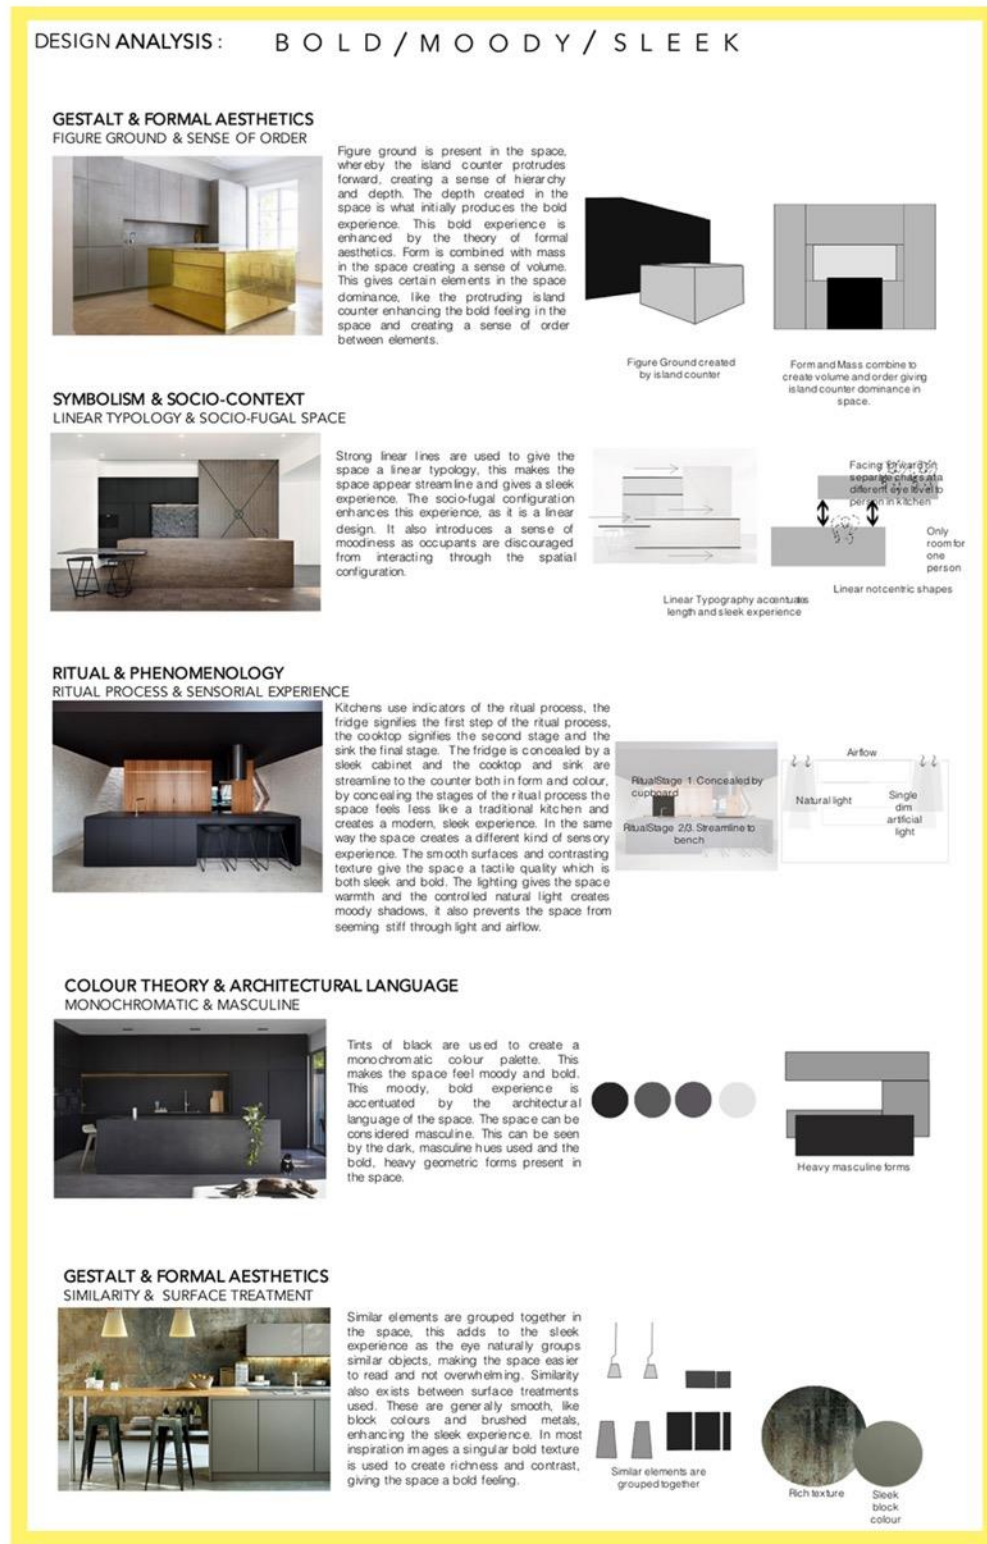 DESIGN ANALYSIS : BOLD/MOODY/SLEEK
GESTALT & FORMAL AESTHETICS
FIGURE GROUND & SENSE OF ORDER
Figure ground is present in the space,
whereby the island counter protrudes
forward, creating a sense of hierarchy
and depth. The depth created in the
space is what initially produces the bold
experience. This bold experience is
enhanced by the theory of formal
aesthetics. Form is combined with mass
in the space creating a sense of volume.
This gives certain elements in the space
dominance, like the protruding island
counter enhancing the bold feeling in the
space and creating a sense of order
between elements.
Figure Ground created
by island counter
Form and Mass combine to
create volume and order giving
island counter dominance in
space.
SYMBOLISM & SOCIO-CONTEXT
LINEAR TYPOLOGY & SOCIO-FUGAL SPACE
Strong linear lines are used to give the
space a linear typology, this makes the
space appear streamline and gives a sleek
experience. The socio-fugal configuration
enhances this experience, as it is a linear
design. It also introduces a sense of
moodiness as occupants are discouraged
from interacting through the spatial
configuration.
Linear Typography accentuates
length and sleek experience
Facing forward on
separate chairs at a
different eye level to
person in kitchen
Only
room for
one
person
Linear not centric shapes
RITUAL & PHENOMENOLOGY
RITUAL PROCESS & SENSORIAL EXPERIENCE
Kitchens use indicators of the ritual process, the
fridge signifies the first step of the ritual process,
the cooktop signifies the second stage and the
sink the final stage. The fridge is concealed by a
sleek cabinet and the cooktop and sink are
streamline to the counter both in form and colour,
by concealing the stages of the ritual process the
space feels less like a traditional kitchen and
creates a modern, sleek experience. In the same
way the space creates a different kind of sensory
experience. The smooth surfaces and contrasting
texture give the space a tactile quality which is
both sleek and bold. The lighting gives the space
warmth and the controlled natural light creates
moody shadows, it also prevents the space from
seeming stiff through light and airflow.
Ritual Stage 1. Concealed by
cupboard
Ritual Stage 2/3. Streamline to
bench
Airflow
Natural light
Single
dim
artificial
light
COLOUR THEORY & ARCHITECTURAL LANGUAGE
MONOCHROMATIC & MASCULINE
Tints of black are used to create a
monochromatic colour palette. This
makes the space feel moody and bold.
This moody, bold experience is
accentuated by the architectural
language of the space. The space can be
considered masculine. This can be seen
by the dark, masculine hues used and the
bold, heavy geometric forms present in
the space.
Heavy masculine forms
GESTALT & FORMAL AESTHETICS
SIMILARITY & SURFACE TREATMENT
Similar elements are grouped together in
the space, this adds to the sleek
experience as the eye naturally groups
similar objects, making the space easier
to read and not overwhelming. Similarity
also exists between surface treatments
used. These are generally smooth, like
block colours and brushed metals,
enhancing the sleek experience. In most
inspiration images a singular bold texture
is used to create richness and contrast,
giving the space a bold feeling.
Similar elements are
grouped together
Rich texture
Sleek
block
colour